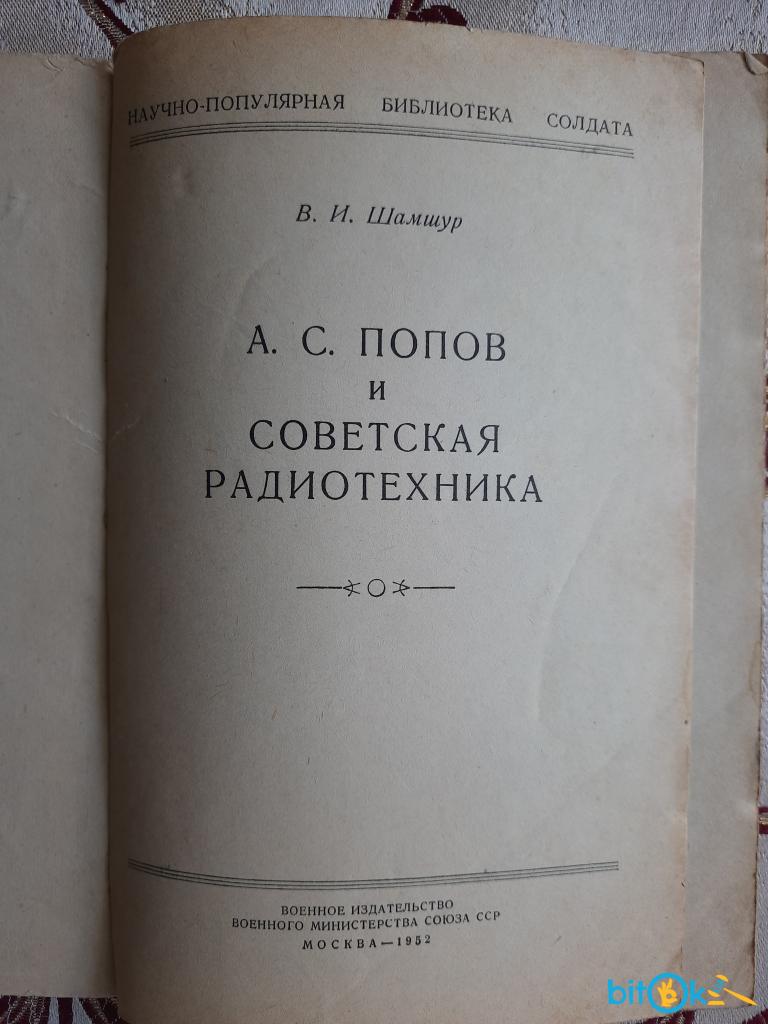 НАУЧНО-ПОПУЛЯРНАЯ БИБЛИОТЕКА СОЛДАТА
В. И. Шамшур
А. С. ПОПОВ
и
СОВЕТСКАЯ
РАДИОТЕХНИКА
ВОЕННОЕ ИЗДАТЕЛЬСТВО
ВОЕННОГО МИНИСТЕРСТВА СОЮЗА ССР
МОСКВА—1952
bitok